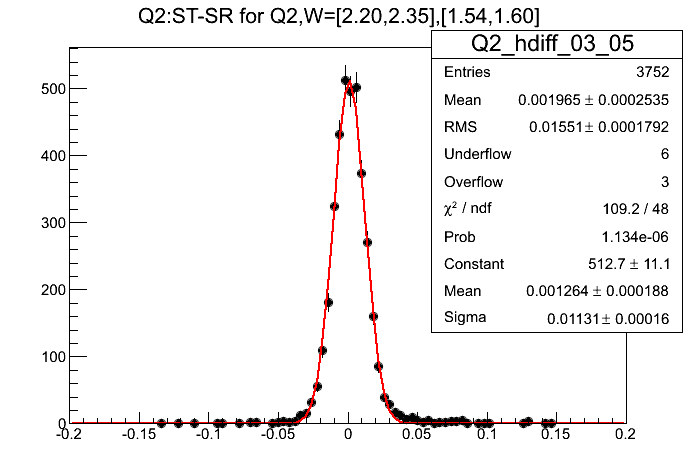 Q2:ST-SR for Q2,W=[2.20,2.35],[1.54,1.60]
Q2_hdiff_03_05
Entries 3752
Mean 0.001965 ± 0.0002535
RMS 0.01551 ± 0.0001792
Underflow 6
Overflow 3
χ² / ndf 109.2 / 48
Prob 1.134e-06
Constant 512.7 ± 11.1
Mean 0.001264 ± 0.000188
Sigma 0.01131 ± 0.00016
500
400
300
200
100
0
-0.2 -0.15 -0.1 -0.05 0 0.05 0.1 0.15 0.2